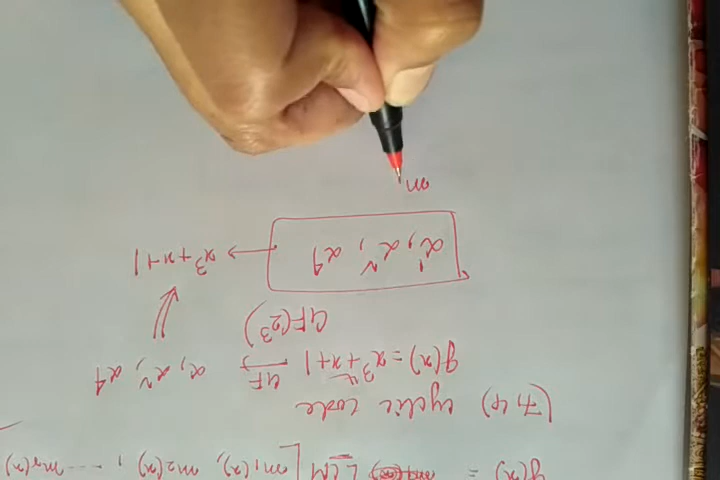 g(x) = LCM [m₁(x), m₂(x), ... mᵣ(x)
(7,4) cyclic code
g(x) = x³+x+1 GF α, α², α4
GF(2³)
α¹, α², α4 → x³+x+1
m